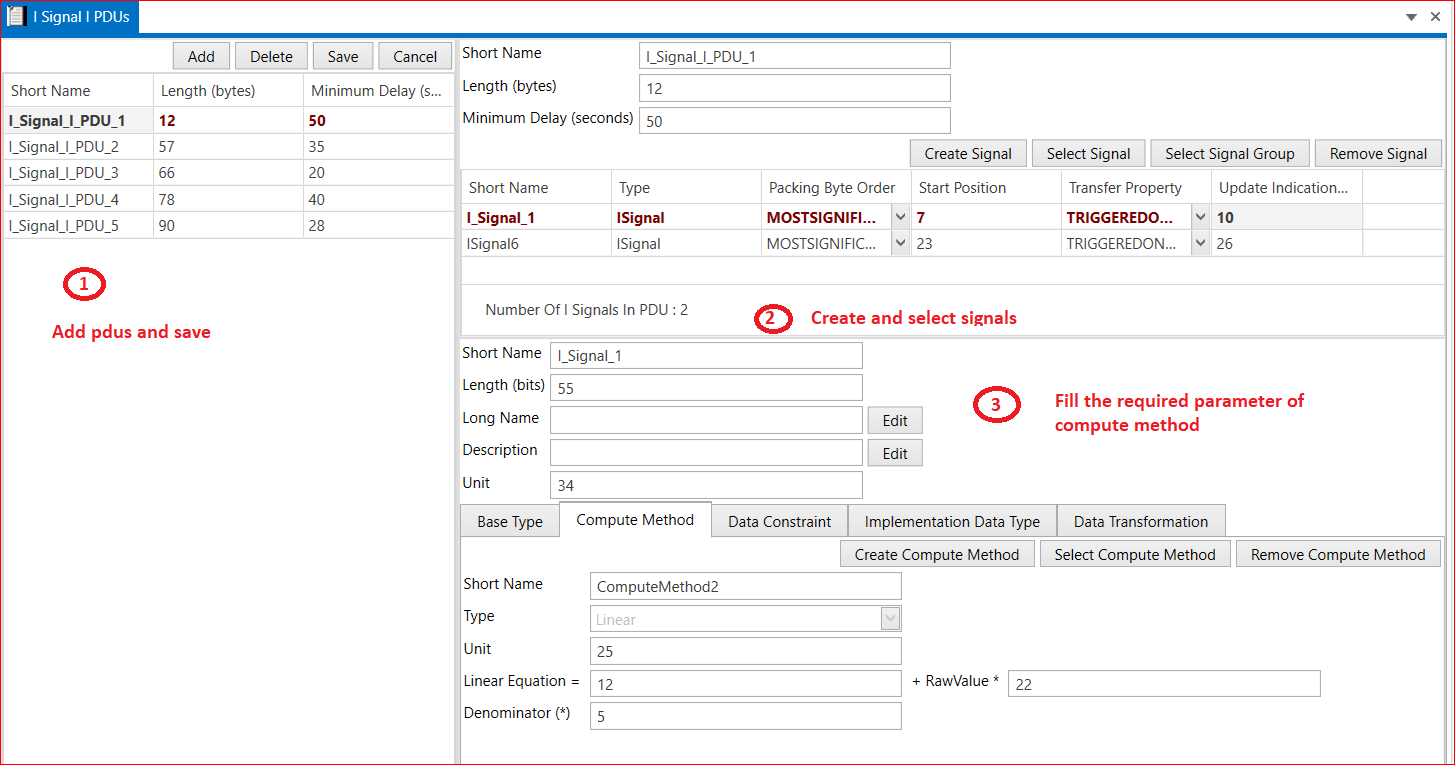 I Signal I PDUs
Add Delete Save Cancel
Short Name Length (bytes) Minimum Delay (s...
I_Signal_I_PDU_1 12 50
I_Signal_I_PDU_2 57 35
I_Signal_I_PDU_3 66 20
I_Signal_I_PDU_4 78 40
I_Signal_I_PDU_5 90 28
1
Add pdus and save
Short Name I_Signal_I_PDU_1
Length (bytes) 12
Minimum Delay (seconds) 50
Create Signal Select Signal Select Signal Group Remove Signal
Short Name Type Packing Byte Order Start Position Transfer Property Update Indication...
I_Signal_1 ISignal MOSTSIGNIFI... 7 TRIGGEREDO... 10
ISignal6 ISignal MOSTSIGNIFIC... 23 TRIGGEREDON... 26
Number Of I Signals In PDU : 2
2 Create and select signals
Short Name I_Signal_1
Length (bits) 55
Long Name Edit
Description Edit
Unit 34
3 Fill the required parameter of
compute method
Base Type Compute Method Data Constraint Implementation Data Type Data Transformation
Create Compute Method Select Compute Method Remove Compute Method
Short Name ComputeMethod2
Type Linear
Unit 25
Linear Equation = 12 + RawValue * 22
Denominator (*) 5